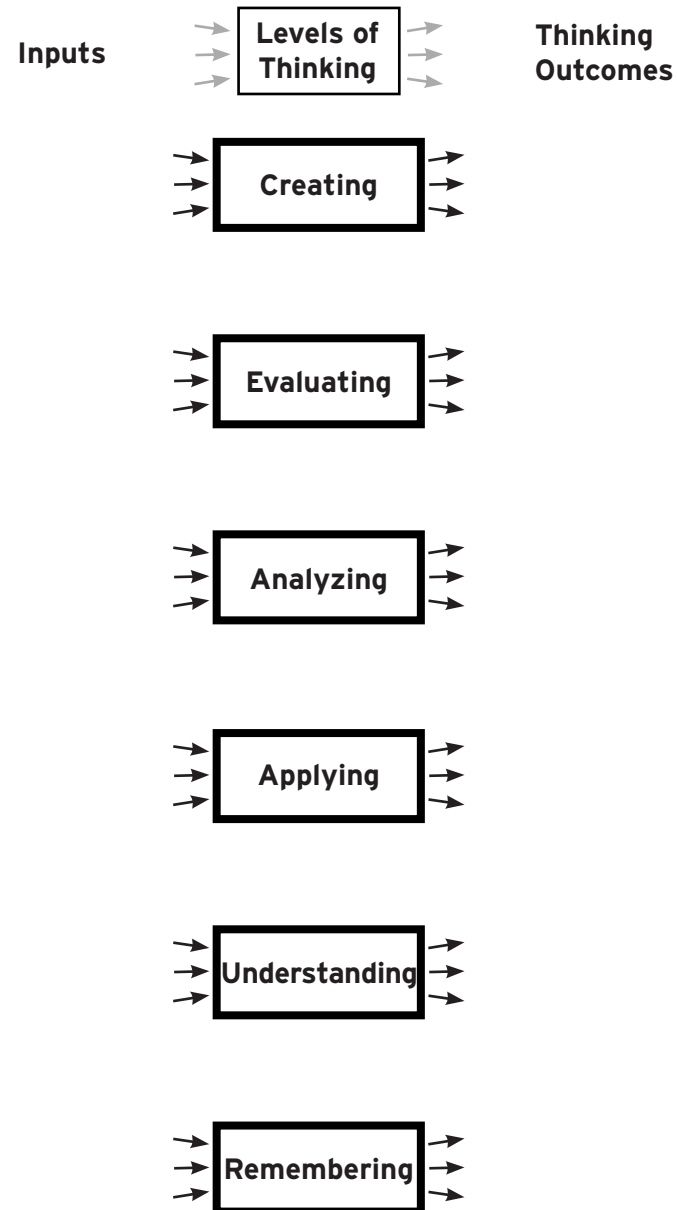 Inputs
Levels of
Thinking
Thinking
Outcomes
Creating
Evaluating
Analyzing
Applying
Understanding
Remembering